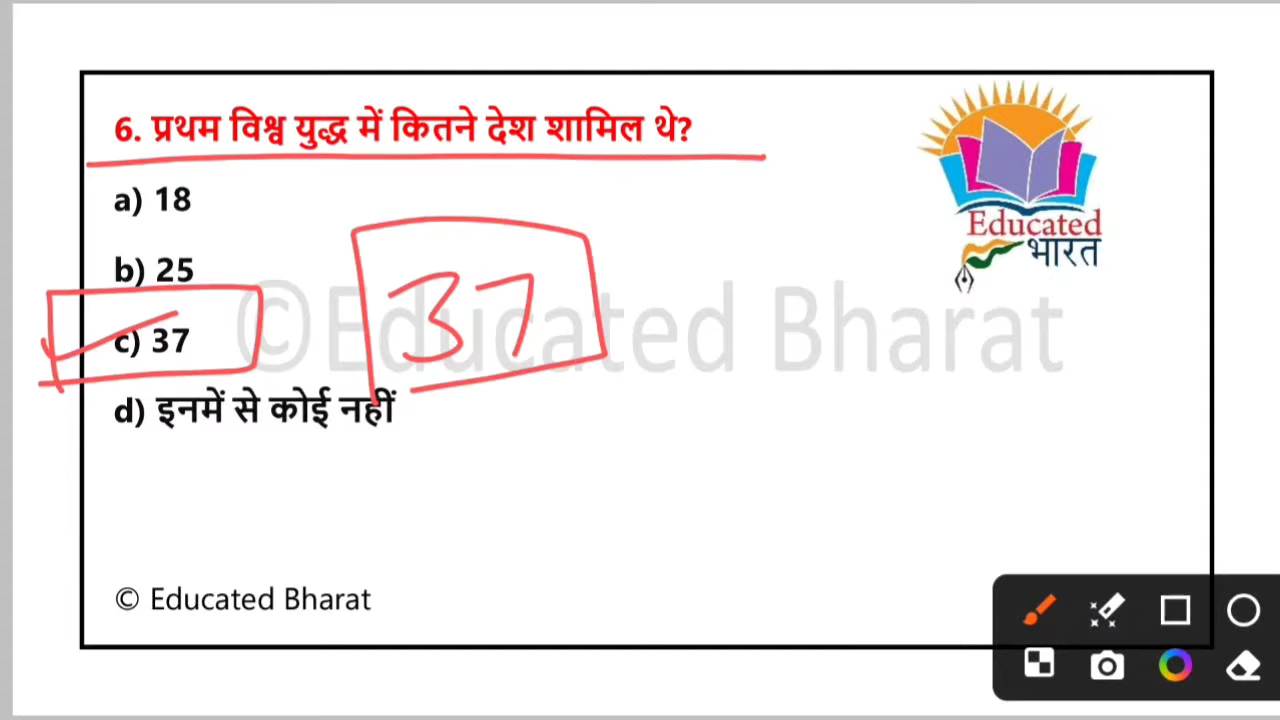 6. प्रथम विश्व युद्ध में कितने देश शामिल थे?
a) 18
b) 25
c) 37
d) इनमें से कोई नहीं
37
©Educated Bharat
Educated
भारत
© Educated Bharat